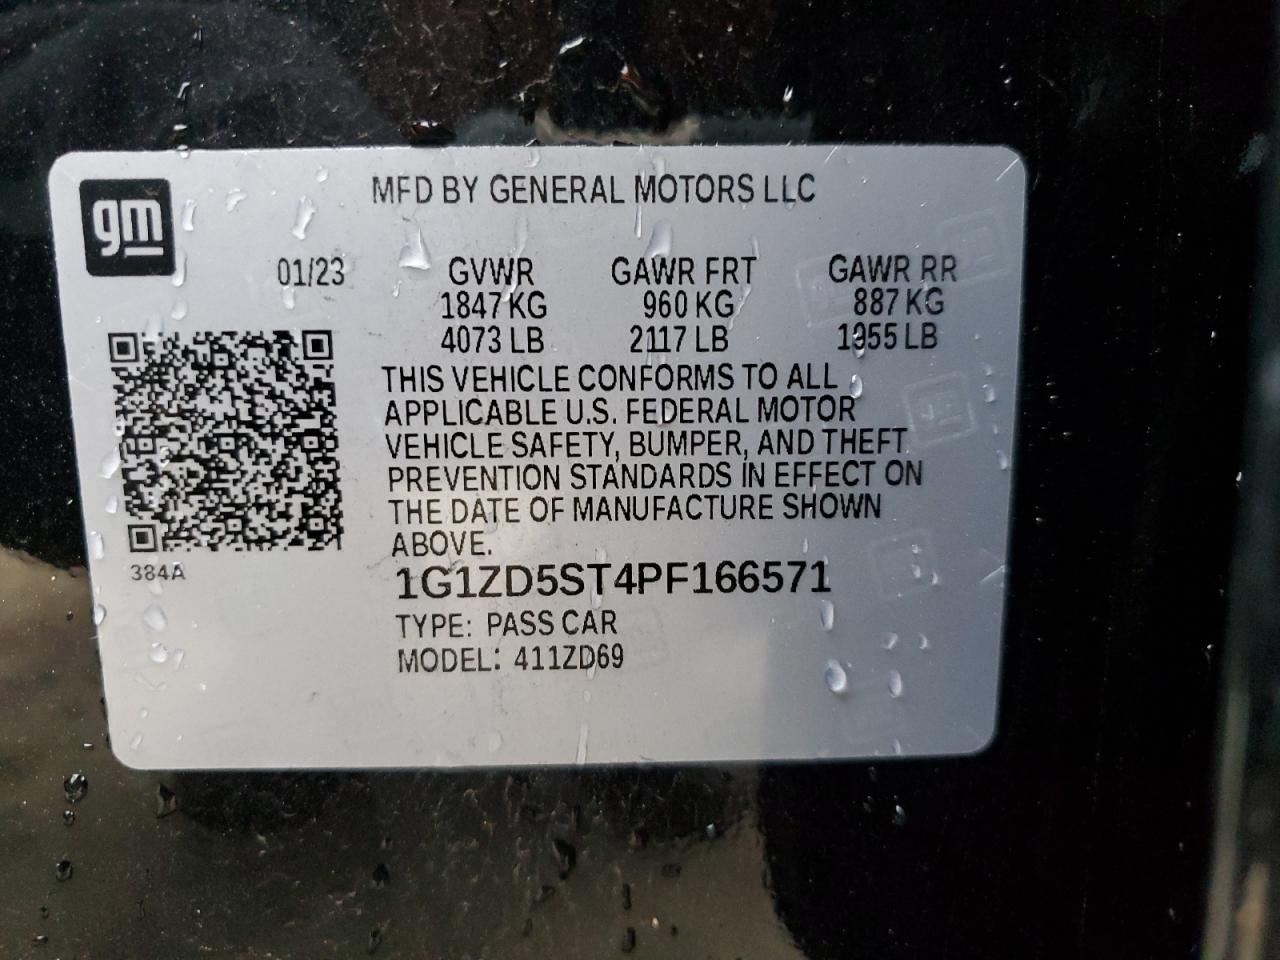 MFD BY GENERAL MOTORS LLC
gm
01/23 GVWR GAWR FRT GAWR RR
1847 KG 960 KG 887 KG
4073 LB 2117 LB 1955 LB
THIS VEHICLE CONFORMS TO ALL
APPLICABLE U.S. FEDERAL MOTOR
VEHICLE SAFETY, BUMPER, AND THEFT
PREVENTION STANDARDS IN EFFECT ON
THE DATE OF MANUFACTURE SHOWN
ABOVE.
384A
1G1ZD5ST4PF166571
TYPE: PASS CAR
MODEL: 411ZD69